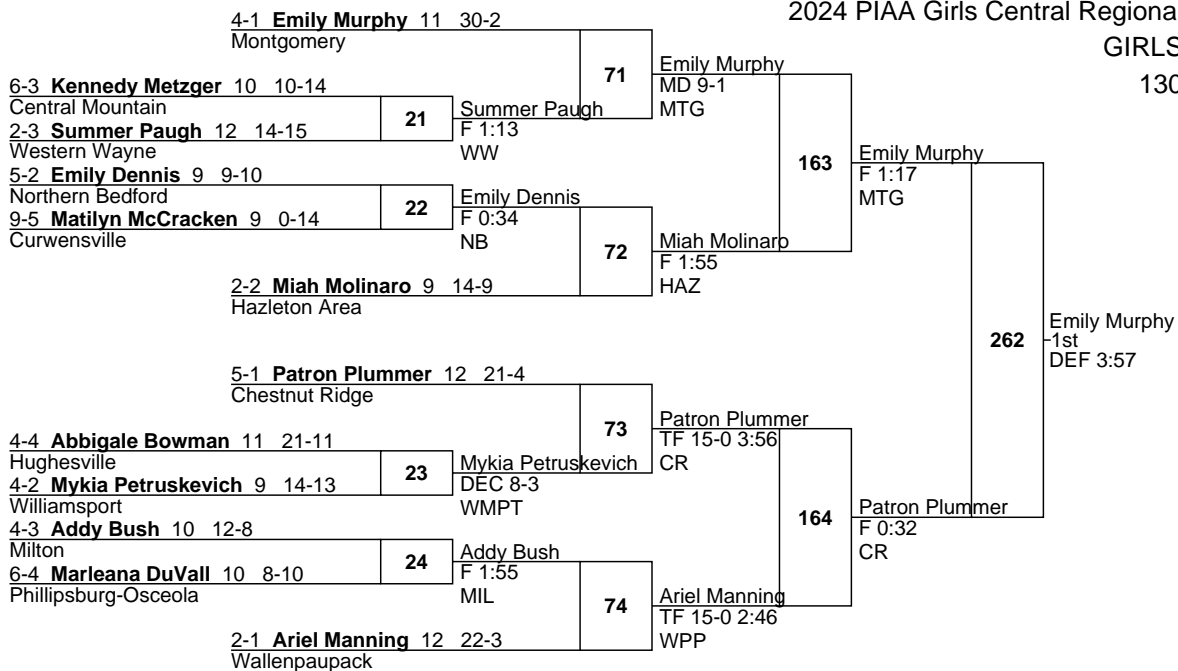 2024 PIAA Girls Central Regiona
GIRLS
130
4-1 Emily Murphy 11 30-2
Montgomery
6-3 Kennedy Metzger 10 10-14
Central Mountain
2-3 Summer Paugh 12 14-15
Western Wayne
5-2 Emily Dennis 9 9-10
Northern Bedford
9-5 Matilyn McCracken 9 0-14
Curwensville
2-2 Miah Molinaro 9 14-9
Hazleton Area
5-1 Patron Plummer 12 21-4
Chestnut Ridge
4-4 Abbigale Bowman 11 21-11
Hughesville
4-2 Mykia Petruskevich 9 14-13
Williamsport
4-3 Addy Bush 10 12-8
Milton
6-4 Marleana DuVall 10 8-10
Phillipsburg-Osceola
2-1 Ariel Manning 12 22-3
Wallenpaupack
21
Summer Paugh
F 1:13
WW
22
Emily Dennis
F 0:34
NB
23
Mykia Petruskevich
DEC 8-3
WMPT
24
Addy Bush
F 1:55
MIL
71
Emily Murphy
MD 9-1
MTG
72
Miah Molinaro
F 1:55
HAZ
73
Patron Plummer
TF 15-0 3:56
CR
74
Ariel Manning
TF 15-0 2:46
WPP
163
Emily Murphy
F 1:17
MTG
164
Patron Plummer
F 0:32
CR
262
Emily Murphy
1st
DEF 3:57